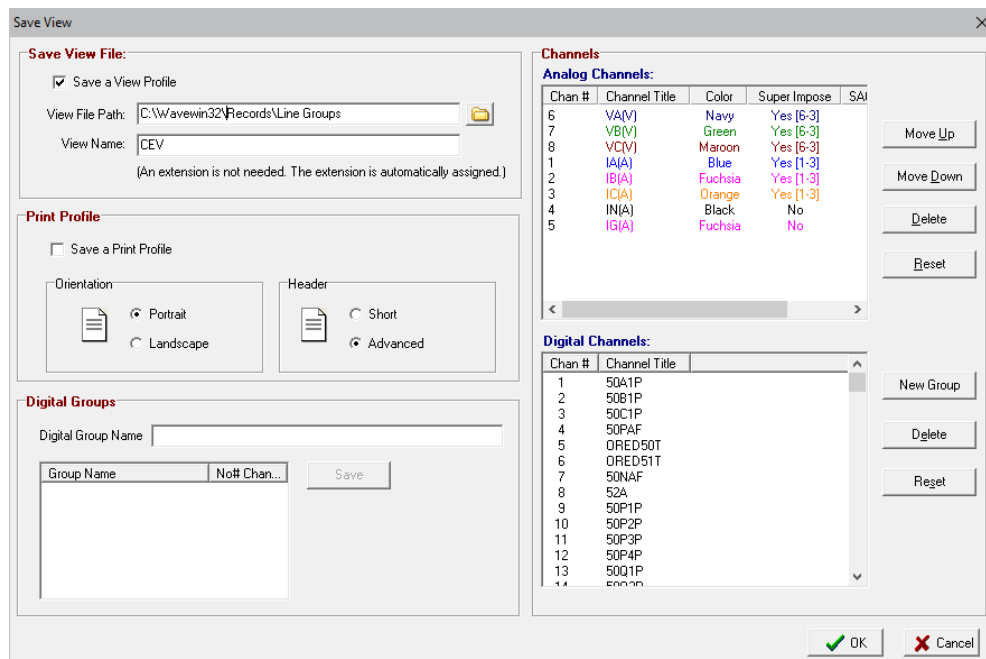 Save View
Save View File:
Save a View Profile
View File Path: C:\Wavewin32\Records\Line Groups
View Name: CEV
(An extension is not needed. The extension is automatically assigned.)
Print Profile
Save a Print Profile
Orientation
Portrait
Landscape
Header
Short
Advanced
Digital Groups
Digital Group Name
Group Name No# Chan...
Save
Channels
Analog Channels:
Chan # Channel Title Color Super Impose
6 VA(V) Navy Yes [6-3]
7 VB(V) Green Yes [6-3]
8 VC(V) Maroon Yes [6-3]
1 IA(A) Blue Yes [1-3]
2 IB(A) Fuchsia Yes [1-3]
3 IC(A) Orange Yes [1-3]
4 IN(A) Black No
5 IG(A) Fuchsia No
Move Up
Move Down
Delete
Reset
Digital Channels:
Chan # Channel Title
1 50A1P
2 50B1P
3 50C1P
4 50PAF
5 ORED50T
6 ORED51T
7 50NAF
8 52A
9 50P1P
10 50P2P
11 50P3P
12 50P4P
13 50Q1P
New Group
Delete
Reset
OK
Cancel